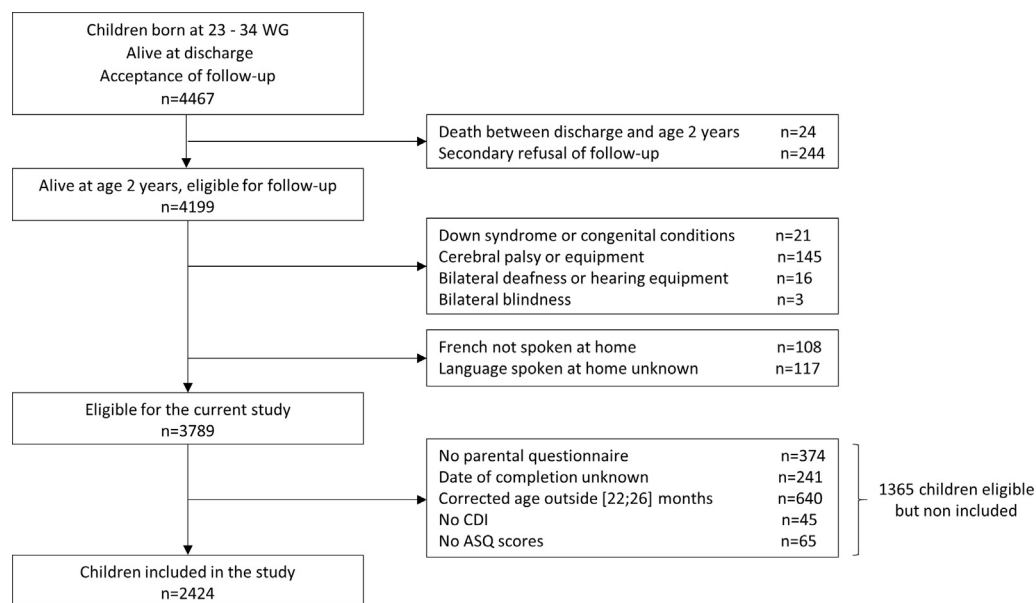 Children born at 23 - 34 WG
Alive at discharge
Acceptance of follow-up
n=4467
Death between discharge and age 2 years n=24
Secondary refusal of follow-up n=244
Alive at age 2 years, eligible for follow-up
n=4199
Down syndrome or congenital conditions n=21
Cerebral palsy or equipment n=145
Bilateral deafness or hearing equipment n=16
Bilateral blindness n=3
French not spoken at home n=108
Language spoken at home unknown n=117
Eligible for the current study
n=3789
No parental questionnaire n=374
Date of completion unknown n=241
Corrected age outside [22;26] months n=640
No CDI n=45
No ASQ scores n=65
1365 children eligible
but non included
Children included in the study
n=2424